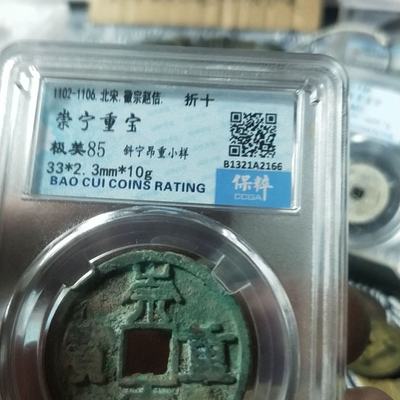 1102-1106.北宋.徽宗赵佶. 折十
崇宁重宝
极美85 斜宁昂重小样
B1321A2166
33*2.3mm*10g
BAO CUI COINS RATING
保粹
崇
重
寳